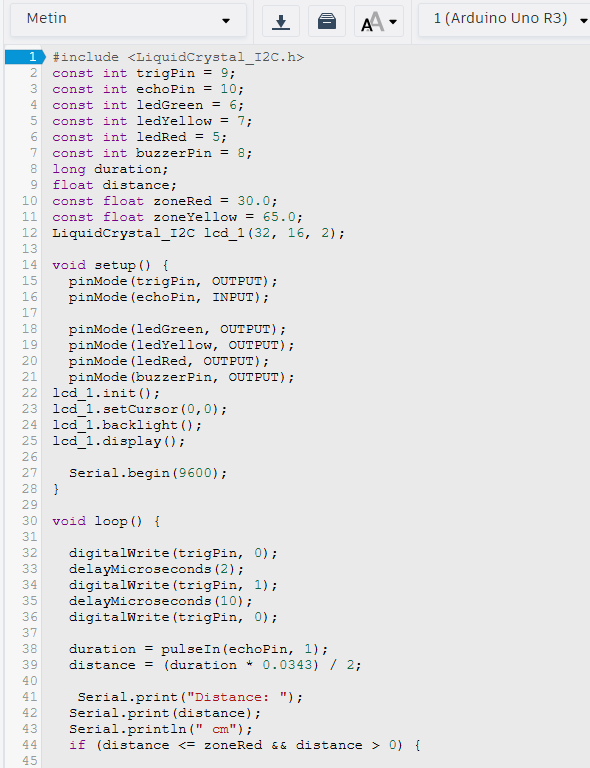 Metin
1 (Arduino Uno R3)
1 #include <LiquidCrystal_I2C.h>
2 const int trigPin = 9;
3 const int echoPin = 10;
4 const int ledGreen = 6;
5 const int ledYellow = 7;
6 const int ledRed = 5;
7 const int buzzerPin = 8;
8 long duration;
9 float distance;
10 const float zoneRed = 30.0;
11 const float zoneYellow = 65.0;
12 LiquidCrystal_I2C lcd_1(32, 16, 2);
13
14 void setup() {
15   pinMode(trigPin, OUTPUT);
16   pinMode(echoPin, INPUT);
17
18   pinMode(ledGreen, OUTPUT);
19   pinMode(ledYellow, OUTPUT);
20   pinMode(ledRed, OUTPUT);
21   pinMode(buzzerPin, OUTPUT);
22 lcd_1.init();
23 lcd_1.setCursor(0,0);
24 lcd_1.backlight();
25 lcd_1.display();
26
27   Serial.begin(9600);
28 }
29
30 void loop() {
31
32   digitalWrite(trigPin, 0);
33   delayMicroseconds(2);
34   digitalWrite(trigPin, 1);
35   delayMicroseconds(10);
36   digitalWrite(trigPin, 0);
37
38   duration = pulseIn(echoPin, 1);
39   distance = (duration * 0.0343) / 2;
40
41    Serial.print("Distance: ");
42   Serial.print(distance);
43   Serial.println(" cm");
44   if (distance <= zoneRed && distance > 0) {
45